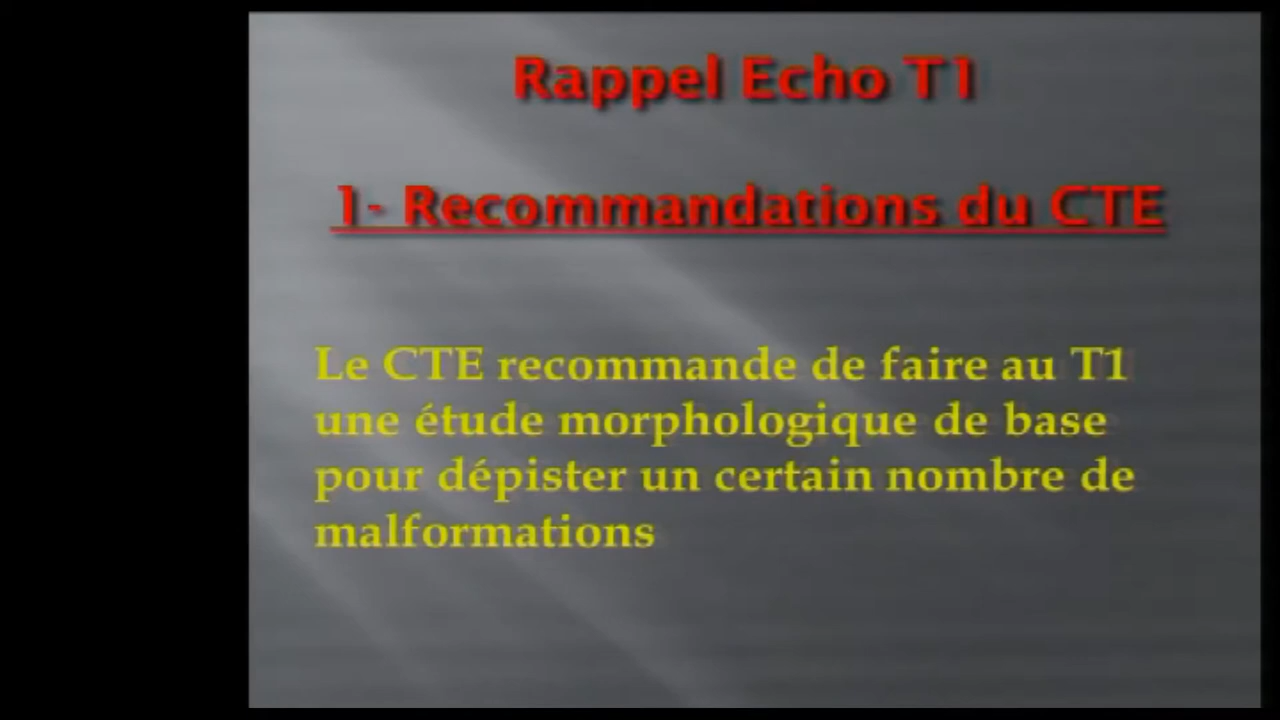 Rappel Echo T1
1- Recommandations du CTE
Le CTE recommande de faire au T1
une étude morphologique de base
pour dépister un certain nombre de
malformations